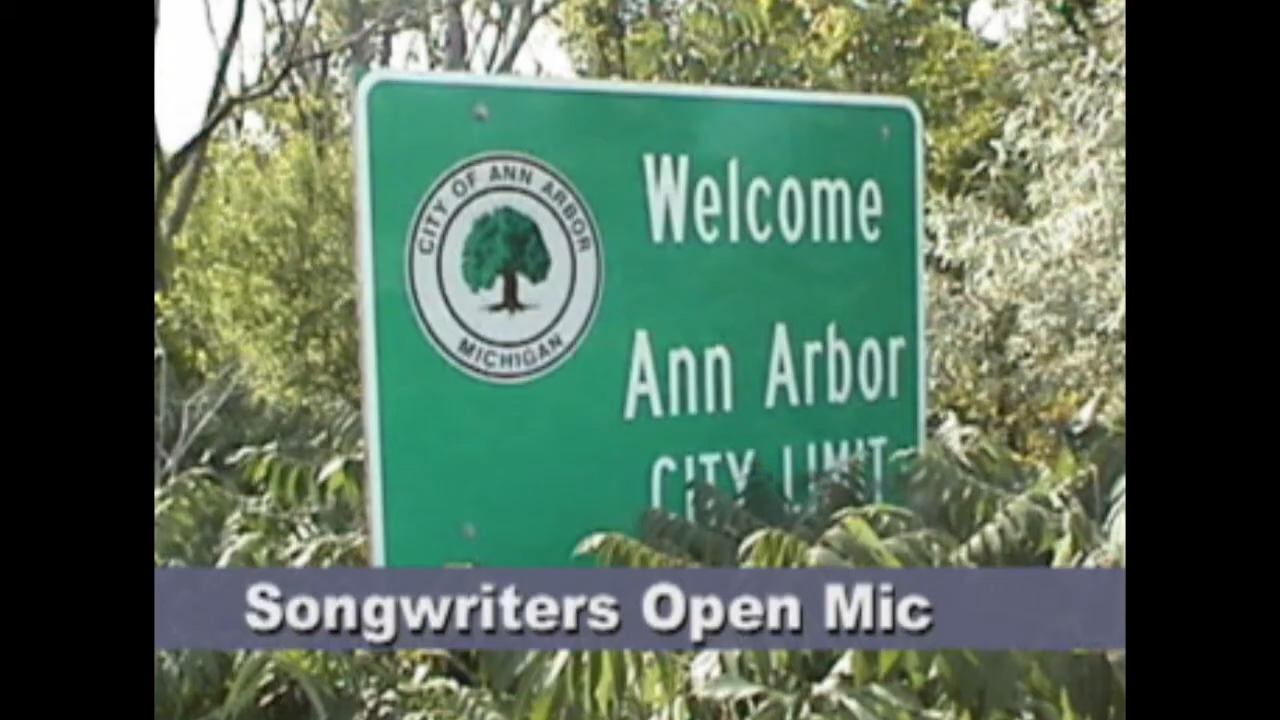 CITY OF ANN ARBOR
MICHIGAN
Welcome
Ann Arbor
CITY LIMIT
Songwriters Open Mic